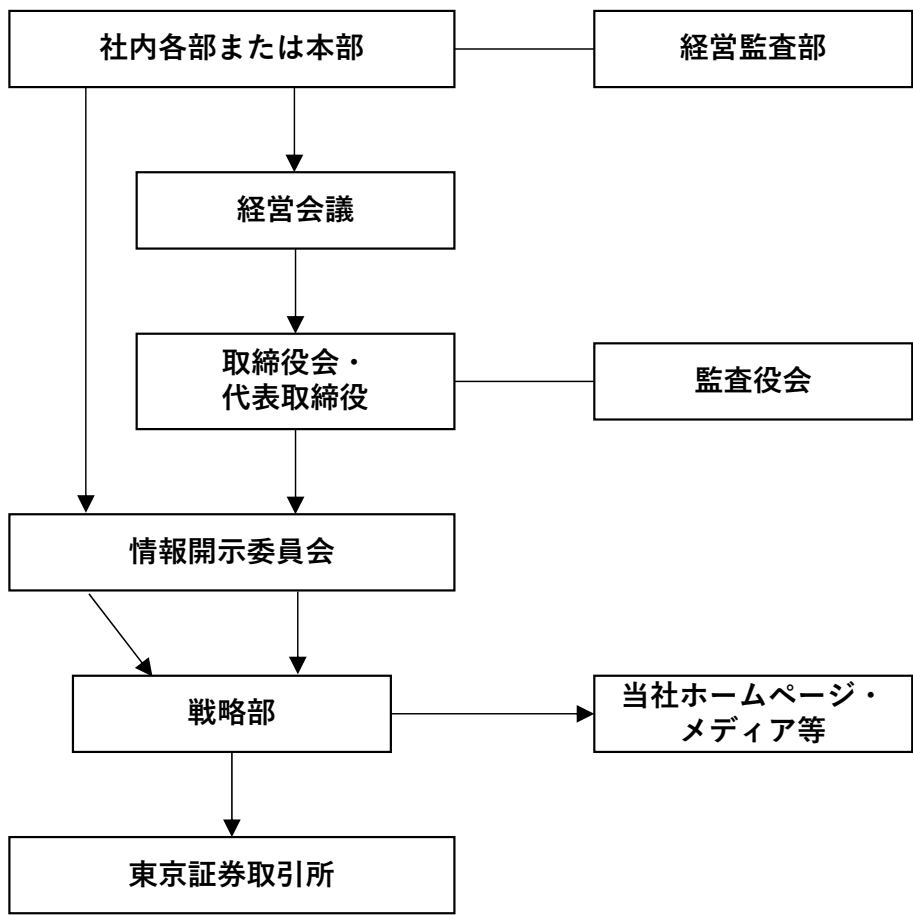 社内各部または本部
経営監査部
経営会議
取締役会・
代表取締役
監査役会
情報開示委員会
戦略部
当社ホームページ・
メディア等
東京証券取引所